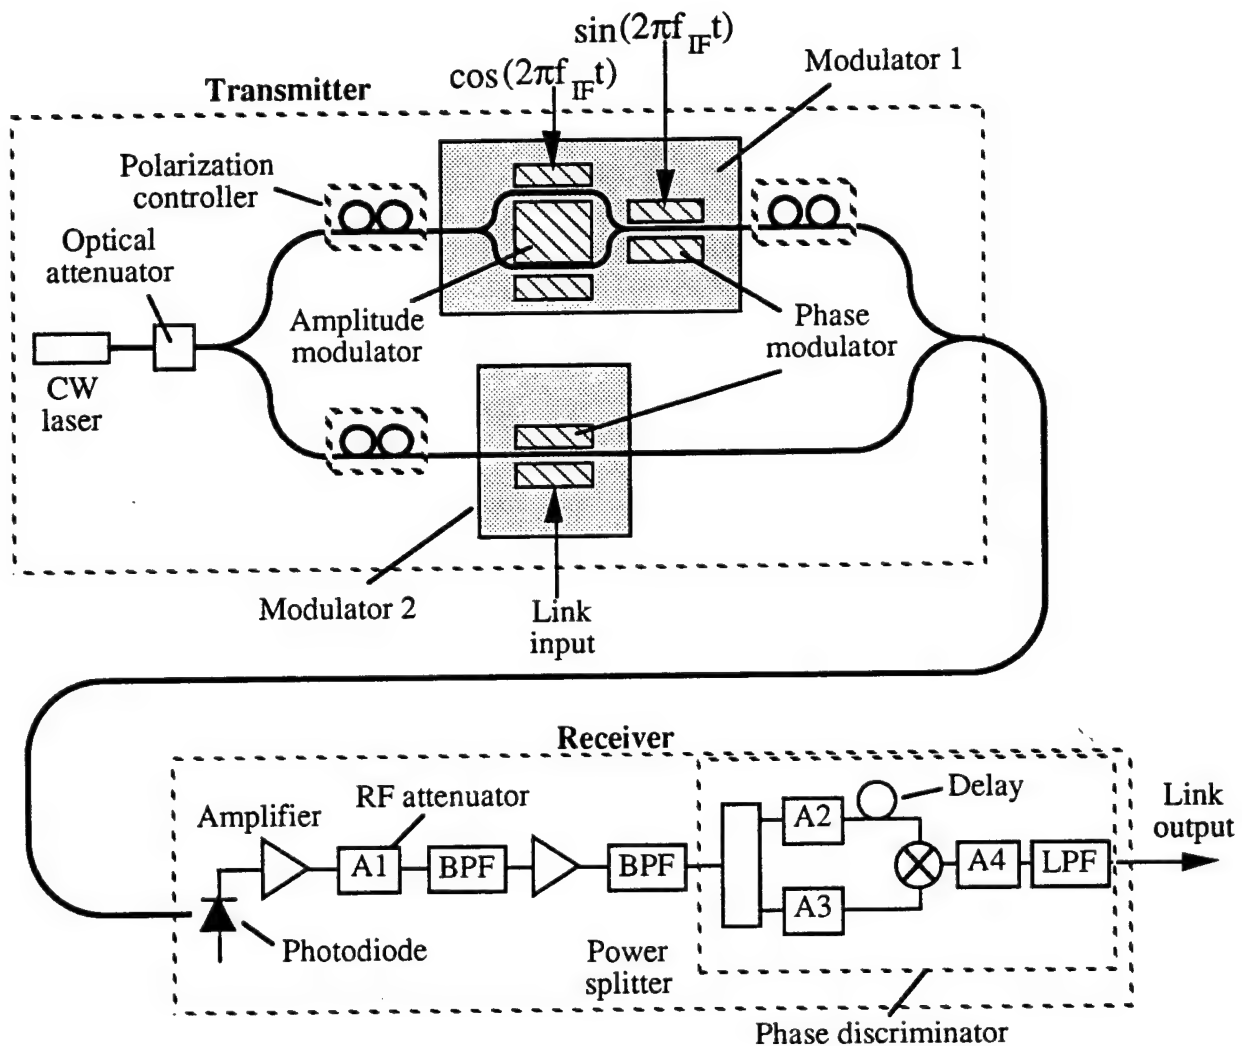 sin(2πf_IF t)
cos(2πf_IF t)
Modulator 1
Transmitter
Polarization
controller
Optical
attenuator
Amplitude
modulator
Phase
modulator
CW
laser
Modulator 2
Link
input
Receiver
Amplifier
RF attenuator
Delay
Link
output
A1
BPF
BPF
A2
A3
A4
LPF
Photodiode
Power
splitter
Phase discriminator